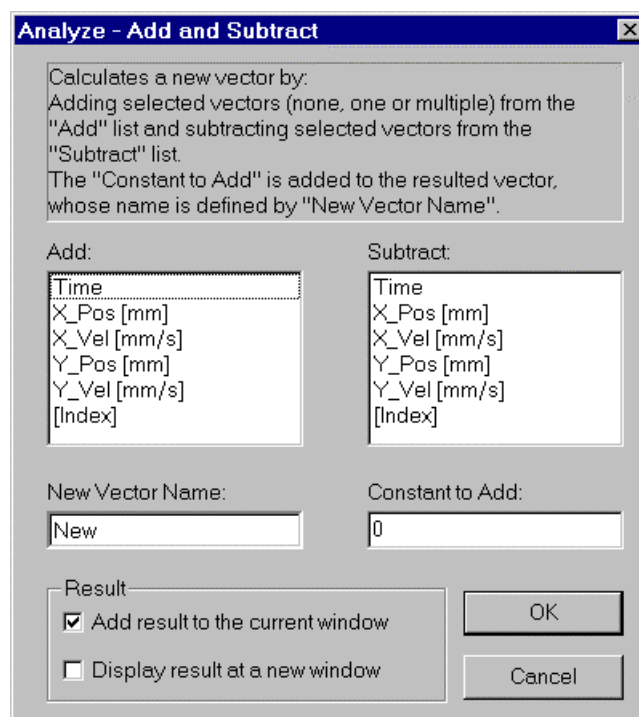 Analyze - Add and Subtract
Calculates a new vector by:
Adding selected vectors (none, one or multiple) from the
"Add" list and subtracting selected vectors from the
"Subtract" list.
The "Constant to Add" is added to the resulted vector,
whose name is defined by "New Vector Name".
Add:
Time
X_Pos [mm]
X_Vel [mm/s]
Y_Pos [mm]
Y_Vel [mm/s]
[Index]
Subtract:
Time
X_Pos [mm]
X_Vel [mm/s]
Y_Pos [mm]
Y_Vel [mm/s]
[Index]
New Vector Name:
New
Constant to Add:
0
Result
Add result to the current window
Display result at a new window
OK
Cancel